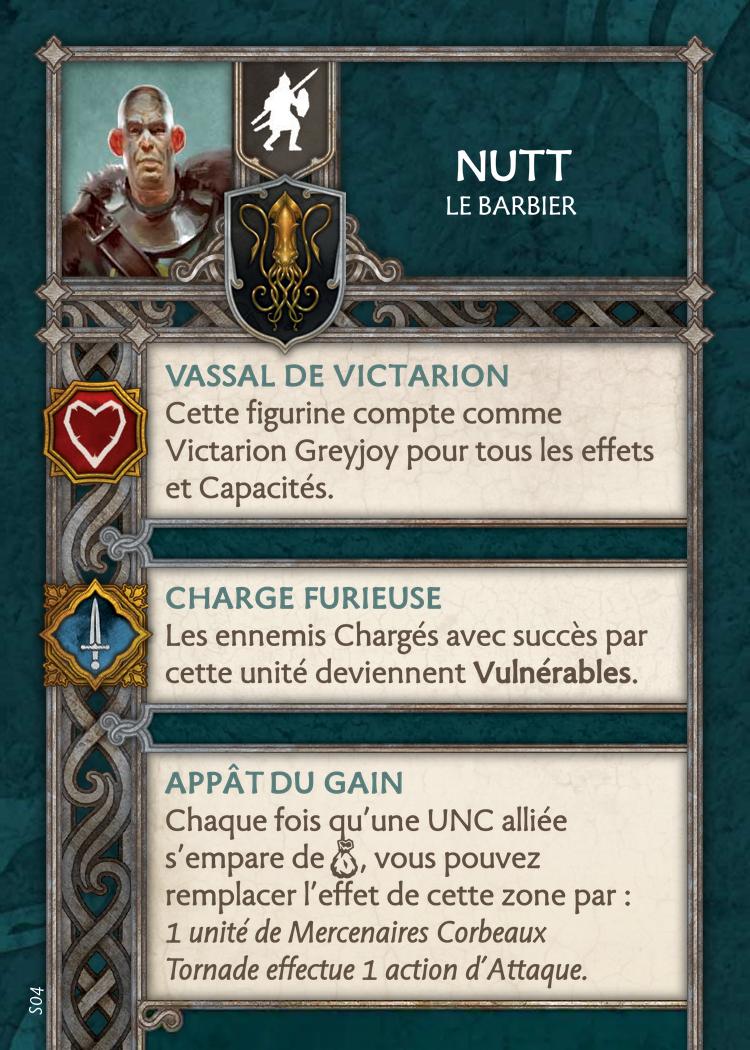 NUTT
LE BARBIER
VASSAL DE VICTARION
Cette figurine compte comme
Victarion Greyjoy pour tous les effets
et Capacités.
CHARGE FURIEUSE
Les ennemis Chargés avec succès par
cette unité deviennent Vulnérables.
APPÂT DU GAIN
Chaque fois qu’une UNC alliée
s’empare de , vous pouvez
remplacer l’effet de cette zone par :
1 unité de Mercenaires Corbeaux
Tornade effectue 1 action d’Attaque.
S04